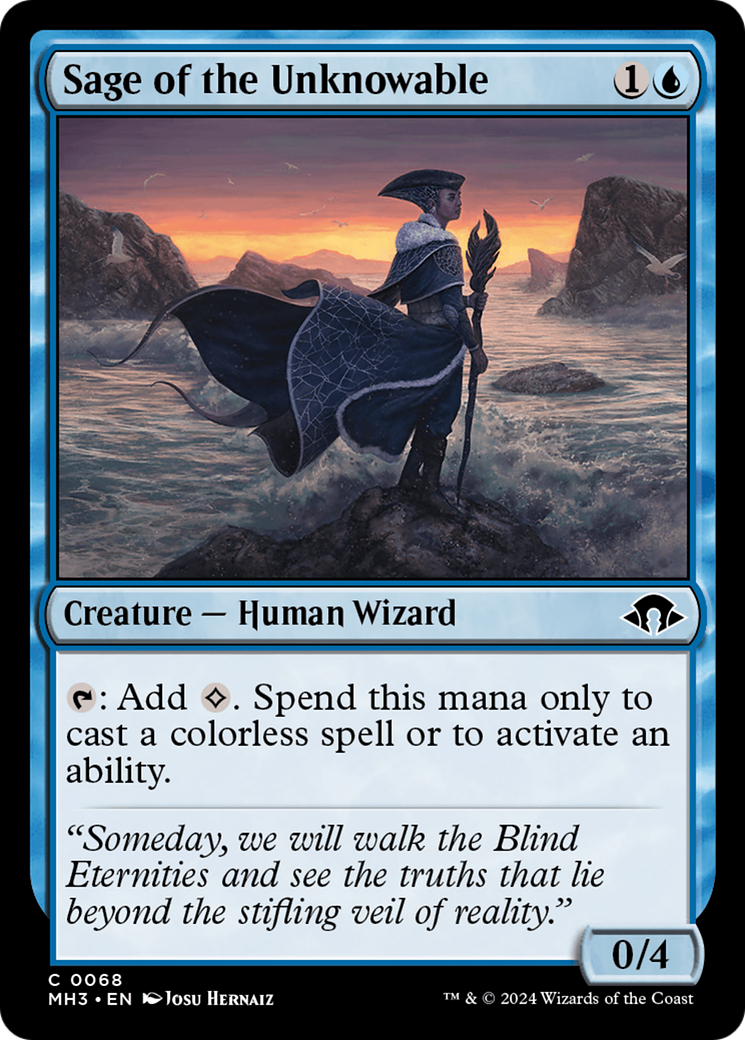 Sage of the Unknowable 1
Creature — Human Wizard
: Add . Spend this mana only to
cast a colorless spell or to activate an
ability.
“Someday, we will walk the Blind
Eternities and see the truths that lie
beyond the stifling veil of reality.”
0/4
C 0068
MH3 • EN Josu Hernaiz
™ & © 2024 Wizards of the Coast